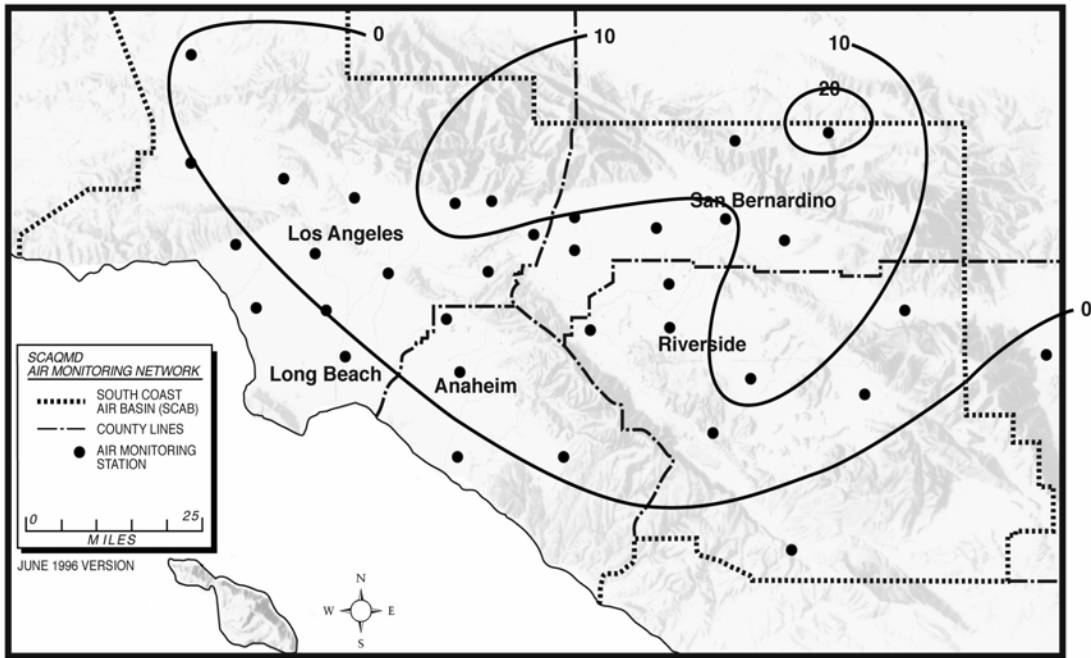 0
10
10
20
San Bernardino
Los Angeles
0
Riverside
Long Beach
Anaheim
SCAQMD
AIR MONITORING NETWORK
SOUTH COAST
AIR BASIN (SCAB)
COUNTY LINES
AIR MONITORING
STATION
0 25
MILES
JUNE 1996 VERSION
N
W E
S